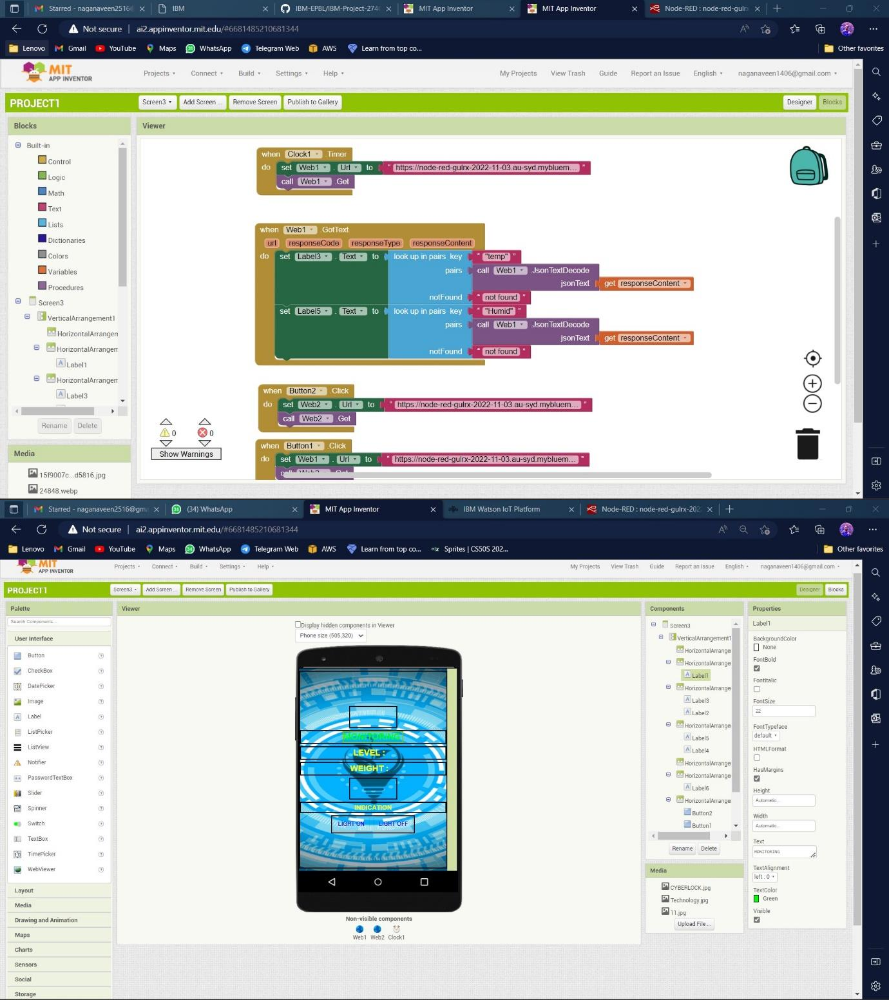 Starred - naganaveen2516
IBM
IBM-EPBL/IBM-Project-274
MIT App Inventor
MIT App Inventor
Node-RED : node-red-gulrx
Not secure | ai2.appinventor.mit.edu/#6681485210681344
Lenovo Gmail YouTube Maps WhatsApp Telegram Web AWS Learn from top co... Other favorites
MIT APP INVENTOR
Projects Connect Build Settings Help My Projects View Trash Guide Report an Issue English naganaveen1406@gmail.com
PROJECT1 Screen3 Add Screen ... Remove Screen Publish to Gallery Designer Blocks
Blocks
Built-in
Control
Logic
Math
Text
Lists
Dictionaries
Colors
Variables
Procedures
Screen3
VerticalArrangement1
HorizontalArrangem
HorizontalArrangem
Label1
HorizontalArrangem
Label3
Rename Delete
Media
15f9007c...d5816.jpg
24848.webp
Viewer
when Clock1 .Timer
do set Web1 . Url to " https://node-red-gulrx-2022-11-03.au-syd.mybluem... "
call Web1 .Get
when Web1 .GotText
url responseCode responseType responseContent
do set Label3 . Text to look up in pairs key " "temp" "
pairs call Web1 .JsonTextDecode
jsonText get responseContent
notFound " not found "
set Label5 . Text to look up in pairs key " "Humid" "
pairs call Web1 .JsonTextDecode
jsonText get responseContent
notFound " not found "
when Button2 .Click
do set Web2 . Url to " https://node-red-gulrx-2022-11-03.au-syd.mybluem... "
call Web2 .Get
when Button1 .Click
do set Web1 . Url to " https://node-red-gulrx-2022-11-03.au-syd.mybluem... "
0 0
Show Warnings
Starred - naganaveen2516@gm
(34) WhatsApp
MIT App Inventor
IBM Watson IoT Platform
Node-RED : node-red-gulrx-202
Not secure | ai2.appinventor.mit.edu/#6681485210681344
Lenovo Gmail YouTube Maps WhatsApp Telegram Web AWS Learn from top co... Sprites | CS50S 202... Other favorites
MIT APP INVENTOR
Projects Connect Build Settings Help My Projects View Trash Guide Report an Issue English naganaveen1406@gmail.com
PROJECT1 Screen3 Add Screen ... Remove Screen Publish to Gallery Designer Blocks
Palette
Search Components...
User Interface
Button
CheckBox
DatePicker
Image
Label
ListPicker
ListView
Notifier
PasswordTextBox
Slider
Spinner
Switch
TextBox
TimePicker
WebViewer
Layout
Media
Drawing and Animation
Maps
Charts
Sensors
Social
Storage
Viewer
Display hidden components in Viewer
Phone size (505,320)
MONITORING
LEVEL :
WEIGHT :
INDICATION
LIGHT ON LIGHT OFF
Non-visible components
Web1 Web2 Clock1
Components
Screen3
VerticalArrangement1
HorizontalArrange
HorizontalArrange
Label1
HorizontalArrange
Label3
Label2
HorizontalArrange
Label5
Label4
HorizontalArrange
HorizontalArrange
Label6
HorizontalArrange
Button2
Button1
Rename Delete
Media
CYBERLOCK.jpg
Technology.jpg
11.jpg
Upload File ...
Properties
Label1
BackgroundColor
None
FontBold
FontItalic
FontSize
22
FontTypeface
default
HTMLFormat
HasMargins
Height
Automatic...
Width
Automatic...
Text
MONITORING
TextAlignment
left : 0
TextColor
Green
Visible